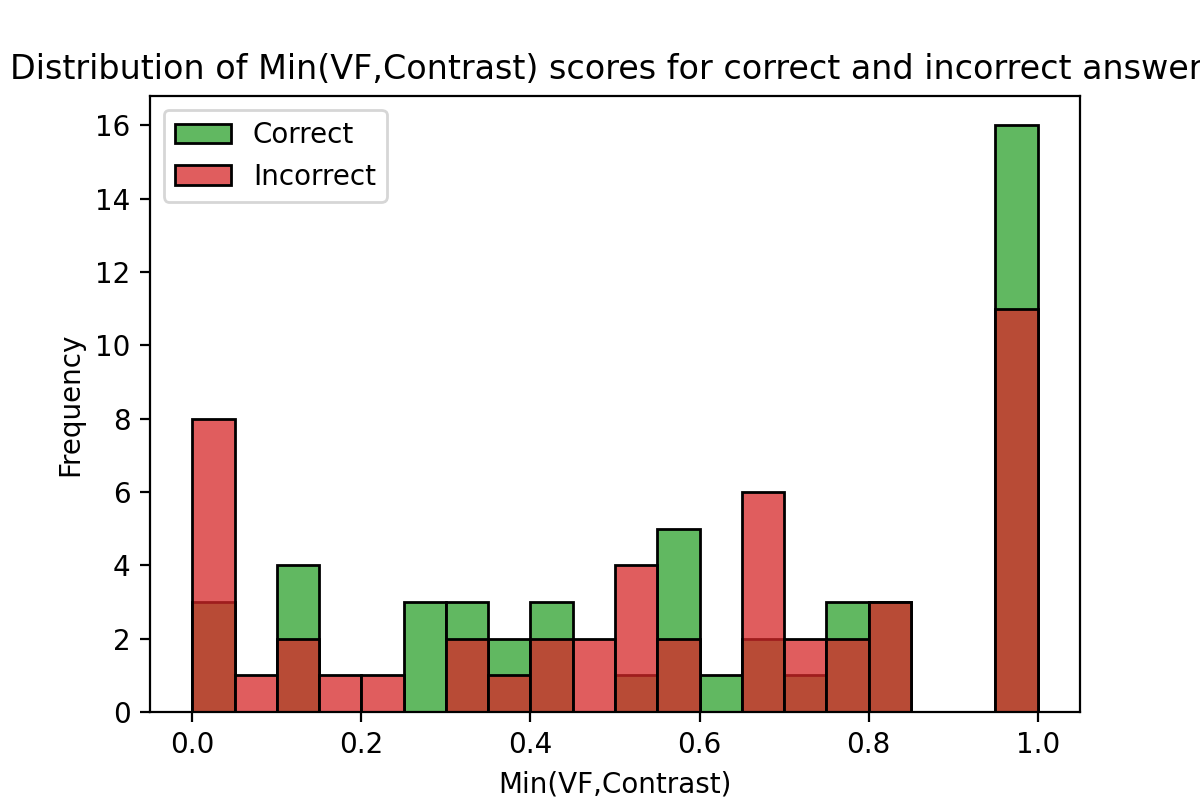 Distribution of Min(VF,Contrast) scores for correct and incorrect answer
Correct
Incorrect
16
14
12
10
8
6
4
2
0
Frequency
0.0 0.2 0.4 0.6 0.8 1.0
Min(VF,Contrast)